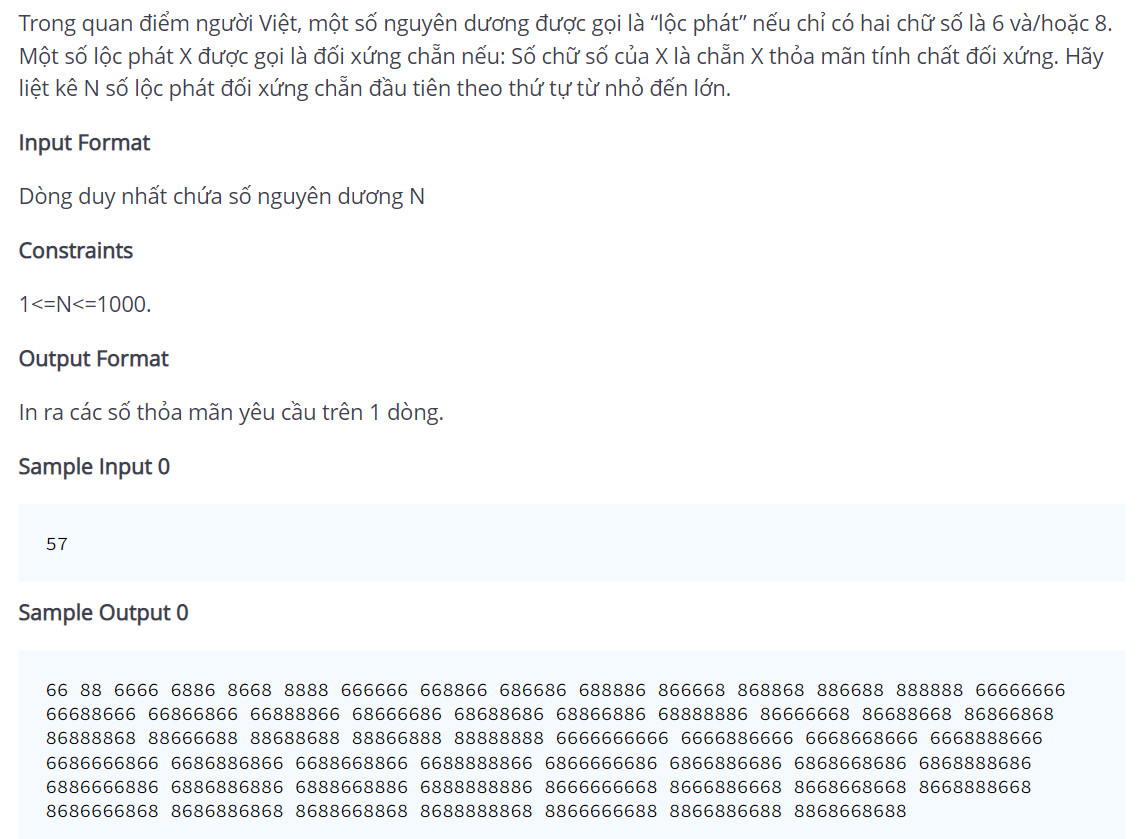 Trong quan điểm người Việt, một số nguyên dương được gọi là “lộc phát” nếu chỉ có hai chữ số là 6 và/hoặc 8.
Một số lộc phát X được gọi là đối xứng chẵn nếu: Số chữ số của X là chẵn X thỏa mãn tính chất đối xứng. Hãy
liệt kê N số lộc phát đối xứng chẵn đầu tiên theo thứ tự từ nhỏ đến lớn.
Input Format
Dòng duy nhất chứa số nguyên dương N
Constraints
1<=N<=1000.
Output Format
In ra các số thỏa mãn yêu cầu trên 1 dòng.
Sample Input 0
57
Sample Output 0
66 88 6666 6886 8668 8888 666666 668866 686686 688886 866668 868868 886688 888888 66666666
66688666 66866866 66888866 68666686 68688686 68866886 68888886 86666668 86688668 86866868
86888868 88666688 88688688 88866888 88888888 6666666666 6666886666 6668668666 6668888666
6686666866 6686886866 6688668866 6688888866 6866666686 6866886686 6868668686 6868888686
6886666886 6886886886 6888668886 6888888886 8666666668 8666886668 8668668668 8668888668
8686666868 8686886868 8688668868 8688888868 8866666688 8866886688 8868668688